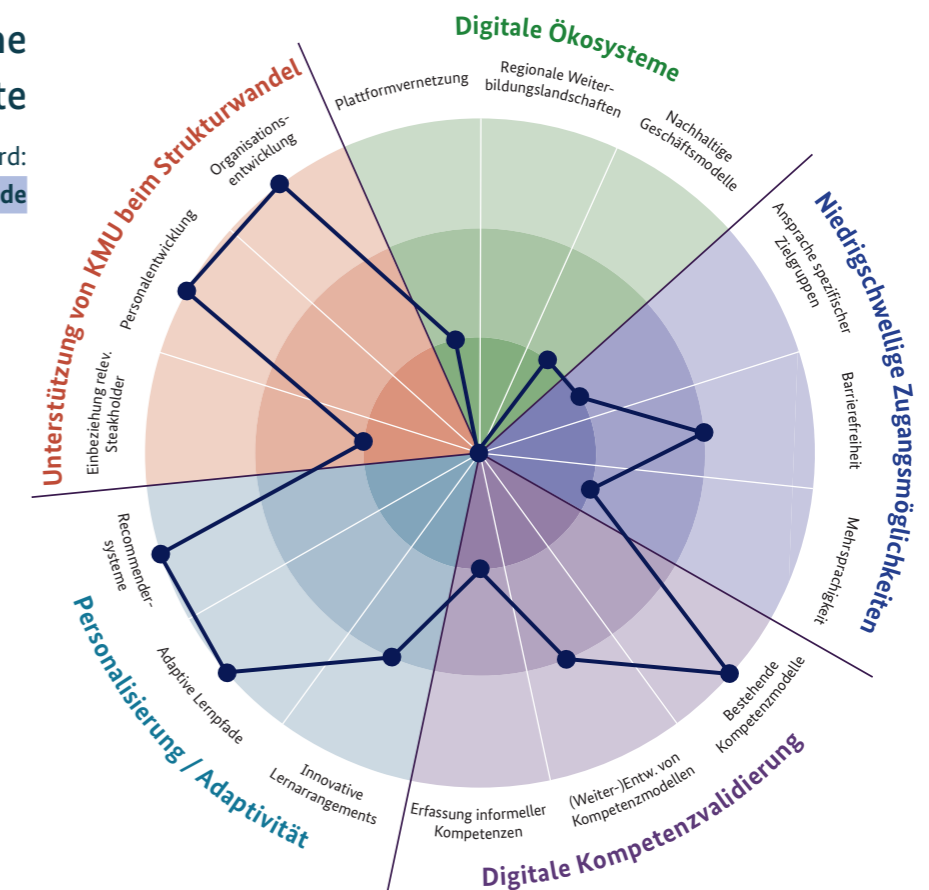 ne
te
rd:
de
Digitale Ökosysteme
Plattformvernetzung
Regionale Weiter-
bildungslandschaften
Nachhaltige
Geschäftsmodelle
Niedrigschwellige Zugangsmöglichkeiten
Ansprache spezifischer
Zielgruppen
Barrierefreiheit
Mehrsprachigkeit
Digitale Kompetenzvalidierung
Bestehende
Kompetenzmodelle
(Weiter-)Entw. von
Kompetenzmodellen
Erfassung informeller
Kompetenzen
Personalisierung / Adaptivität
Innovative
Lernarrangements
Adaptive Lernpfade
Recommender-
systeme
Unterstützung von KMU beim Strukturwandel
Einbeziehung relev.
Steakholder
Personalentwicklung
Organisations-
entwicklung